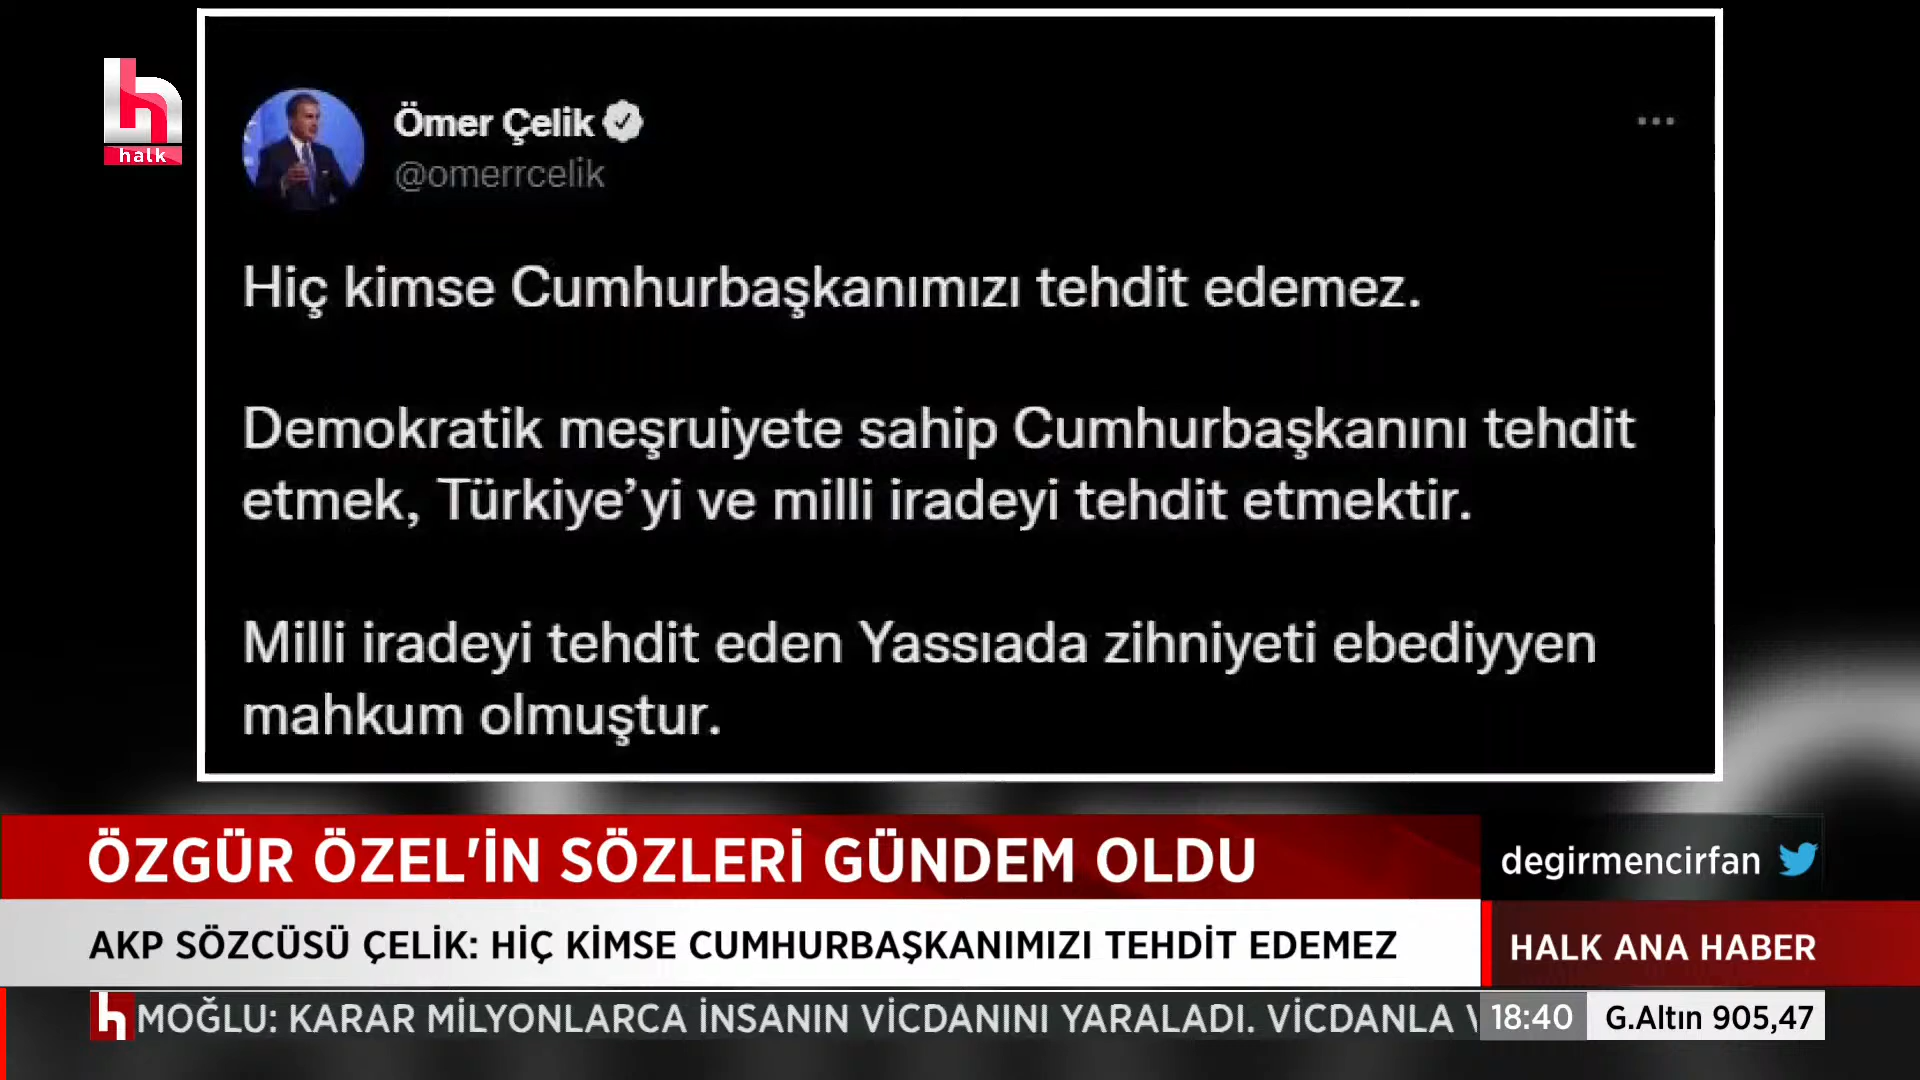 h
halk
Ömer Çelik
@omerrcelik
Hiç kimse Cumhurbaşkanımızı tehdit edemez.
Demokratik meşruiyete sahip Cumhurbaşkanını tehdit
etmek, Türkiye’yi ve milli iradeyi tehdit etmektir.
Milli iradeyi tehdit eden Yassıada zihniyeti ebediyyen
mahkum olmuştur.
ÖZGÜR ÖZEL'İN SÖZLERİ GÜNDEM OLDU
degirmencirfan
AKP SÖZCÜSÜ ÇELİK: HİÇ KİMSE CUMHURBAŞKANIMIZI TEHDİT EDEMEZ
HALK ANA HABER
h MOĞLU: KARAR MİLYONLARCA İNSANIN VİCDANINI YARALADI. VİCDANLA
18:40 G.Altın 905,47